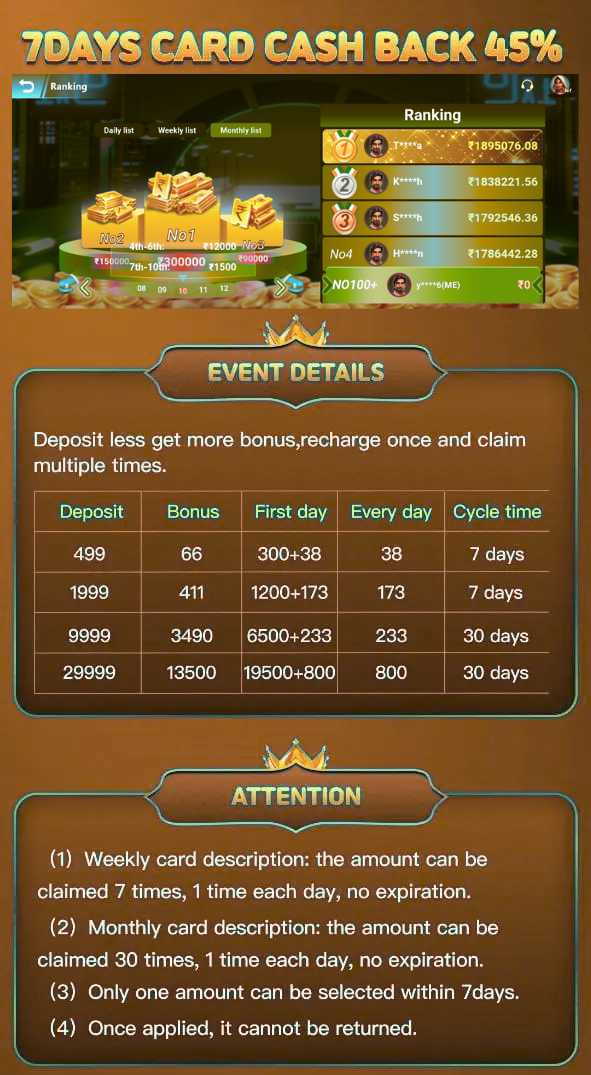 7DAYS CARD CASH BACK 45%
Ranking
Daily list Weekly list Monthly list
No2 No1 No3
4th-6th: ₹12000
₹150000 ₹300000 ₹90000
7th-10th: ₹1500
08 09 10 11 12
Ranking
1 T****a ₹1895076.08
2 K****h ₹1838221.56
3 S****h ₹1792546.36
No4 H****n ₹1786442.28
NO100+ y****6(ME) ₹0
EVENT DETAILS
Deposit less get more bonus,recharge once and claim
multiple times.
Deposit Bonus First day Every day Cycle time
499 66 300+38 38 7 days
1999 411 1200+173 173 7 days
9999 3490 6500+233 233 30 days
29999 13500 19500+800 800 30 days
ATTENTION
(1) Weekly card description: the amount can be
claimed 7 times, 1 time each day, no expiration.
(2) Monthly card description: the amount can be
claimed 30 times, 1 time each day, no expiration.
(3) Only one amount can be selected within 7days.
(4) Once applied, it cannot be returned.